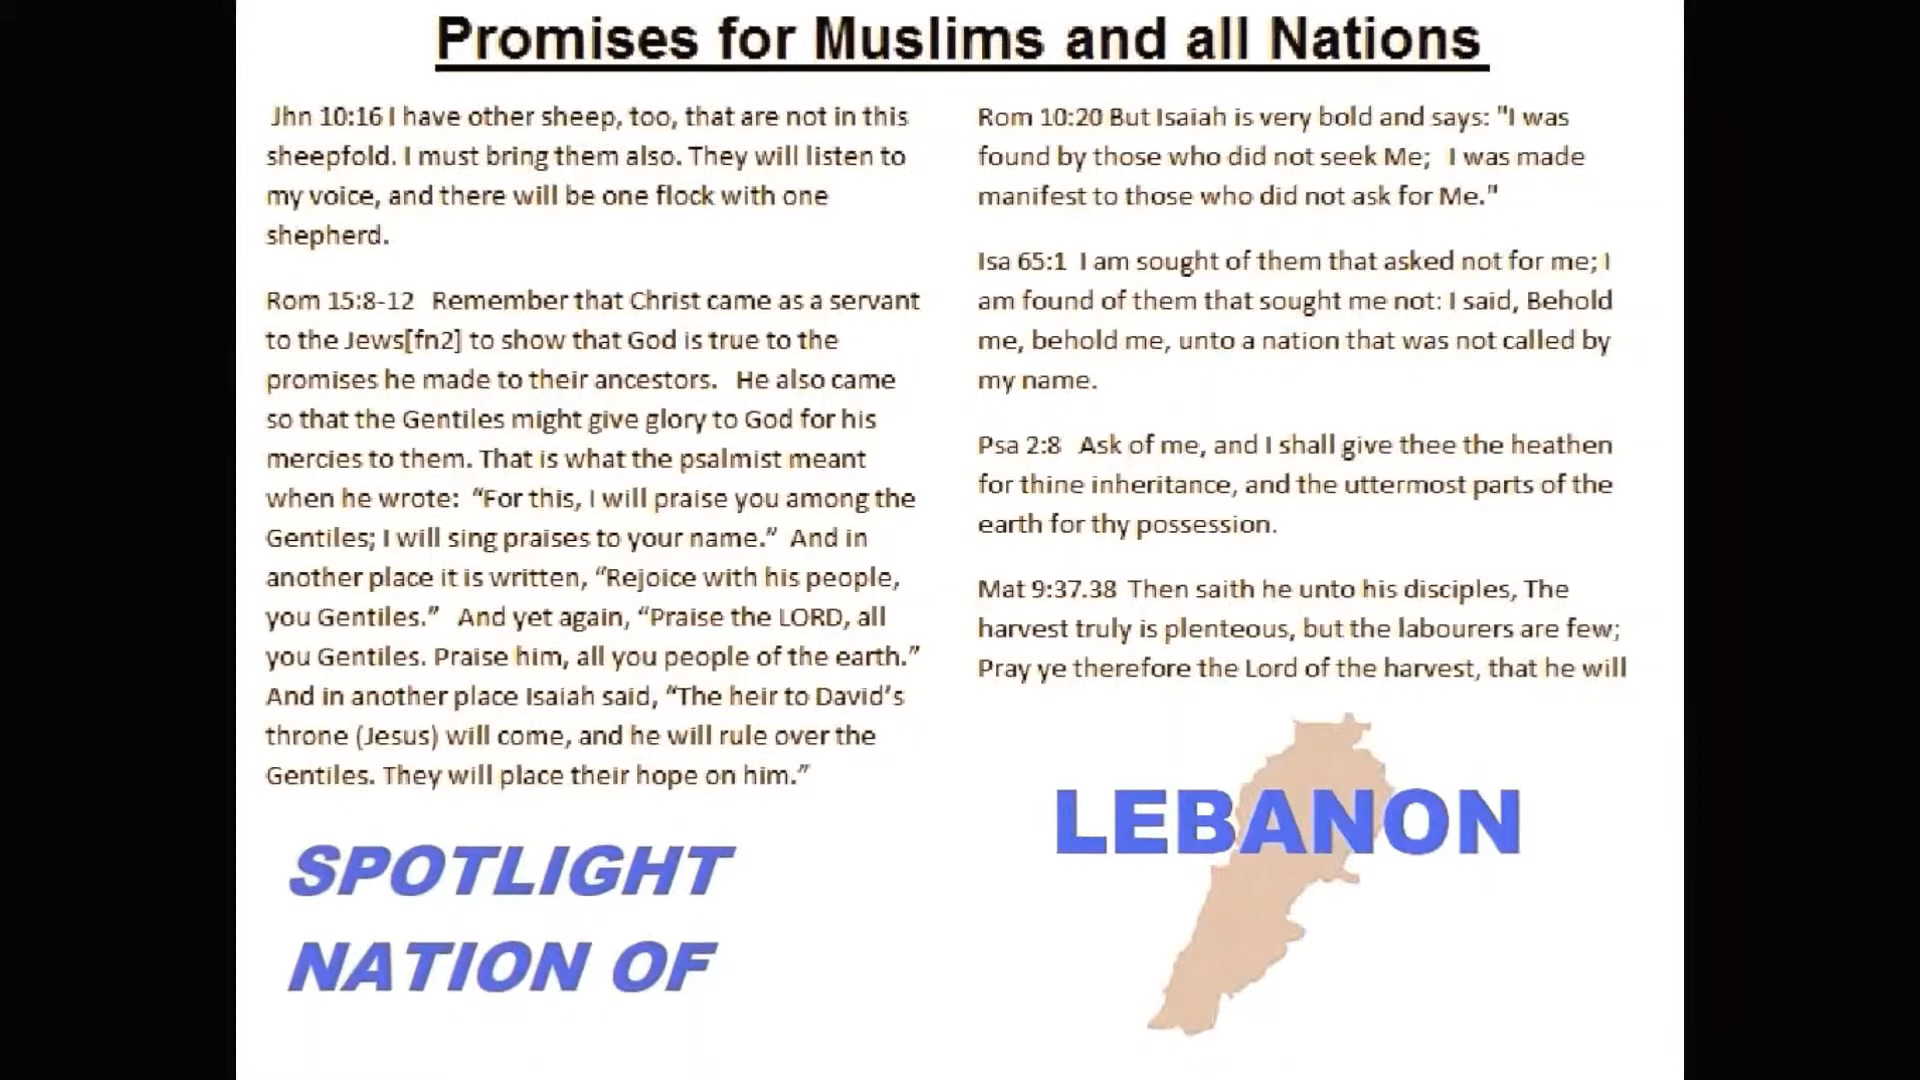 Promises for Muslims and all Nations
Jhn 10:16 I have other sheep, too, that are not in this
sheepfold. I must bring them also. They will listen to
my voice, and there will be one flock with one
shepherd.
Rom 15:8-12 Remember that Christ came as a servant
to the Jews[fn2] to show that God is true to the
promises he made to their ancestors. He also came
so that the Gentiles might give glory to God for his
mercies to them. That is what the psalmist meant
when he wrote: “For this, I will praise you among the
Gentiles; I will sing praises to your name.” And in
another place it is written, “Rejoice with his people,
you Gentiles.” And yet again, “Praise the LORD, all
you Gentiles. Praise him, all you people of the earth.”
And in another place Isaiah said, “The heir to David’s
throne (Jesus) will come, and he will rule over the
Gentiles. They will place their hope on him.”
SPOTLIGHT
NATION OF
Rom 10:20 But Isaiah is very bold and says: "I was
found by those who did not seek Me; I was made
manifest to those who did not ask for Me."
Isa 65:1 I am sought of them that asked not for me; I
am found of them that sought me not: I said, Behold
me, behold me, unto a nation that was not called by
my name.
Psa 2:8 Ask of me, and I shall give thee the heathen
for thine inheritance, and the uttermost parts of the
earth for thy possession.
Mat 9:37.38 Then saith he unto his disciples, The
harvest truly is plenteous, but the labourers are few;
Pray ye therefore the Lord of the harvest, that he will
LEBANON